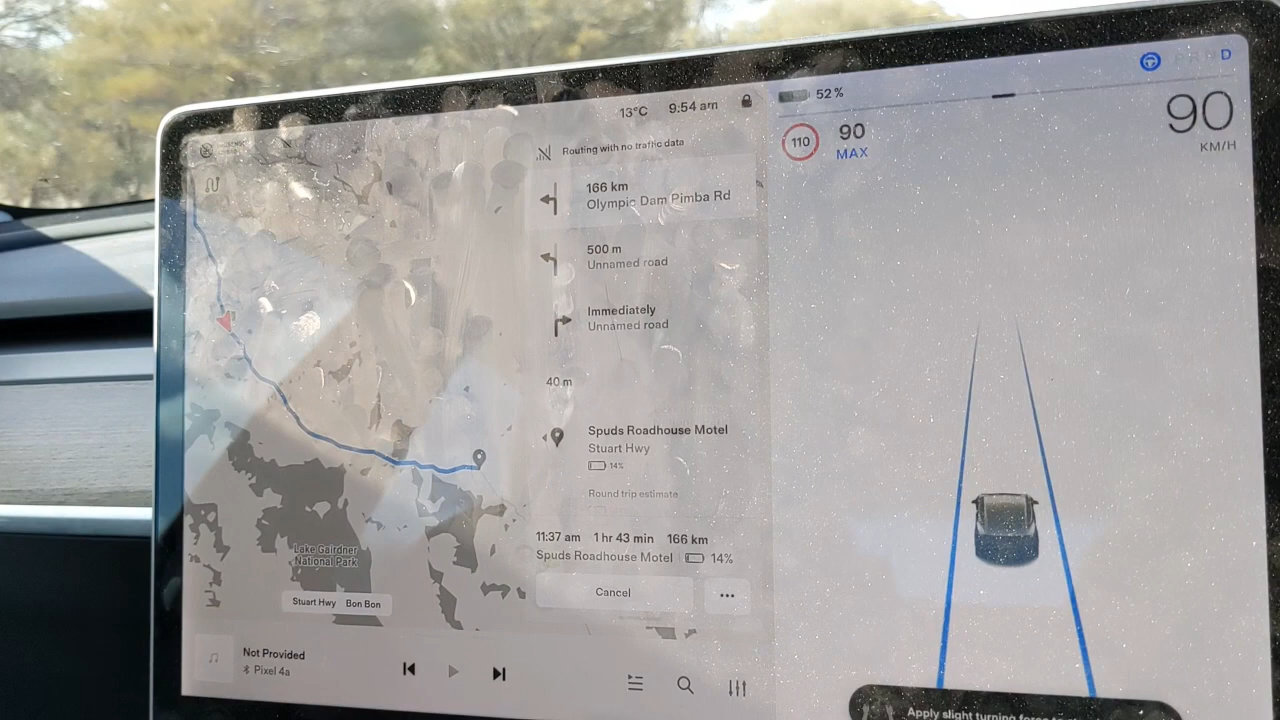 13°C 9:54 am
52% D
Routing with no traffic data
166 km
Olympic Dam Pimba Rd
500 m
Unnamed road
Immediately
Unnamed road
40 m
Spuds Roadhouse Motel
Stuart Hwy
14%
Round trip estimate
11:37 am 1 hr 43 min 166 km
Spuds Roadhouse Motel 14%
Cancel
Lake Gairdner
National Park
Stuart Hwy Bon Bon
Not Provided
Pixel 4a
110
90
MAX
90
KM/H
Apply slight turning force